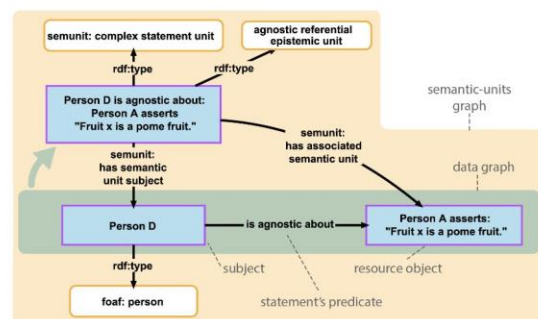 semunit: complex statement unit
agnostic referential
epistemic unit
rdf:type
rdf:type
Person D is agnostic about:
Person A asserts
"Fruit x is a pome fruit."
semantic-units
graph
semunit:
has associated
semantic unit
semunit:
has semantic
unit subject
data graph
Person D
is agnostic about
Person A asserts:
"Fruit x is a pome fruit."
rdf:type
subject
resource object
foaf: person
statement's predicate